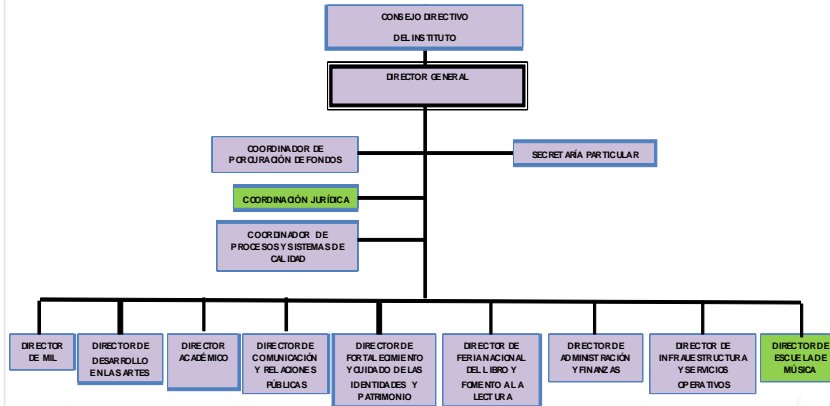 CONSEJO DIRECTIVO
DEL INSTITUTO
DIRECTOR GENERAL
COORDINADOR DE
PORCURACIÓN DE FONDOS
SECRETARÍA PARTICULAR
COORDINACIÓN JURÍDICA
COORDINADOR DE
PROCESOS Y SISTEMAS DE
CALIDAD
DIRECTOR
DE MIL
DIRECTOR DE
DESARROLLO
EN LAS ARTES
DIRECTOR
ACADÉMICO
DIRECTOR DE
COMUNICACIÓN
Y RELACIONES
PÚBLICAS
DIRECTOR DE
FORTALECIMIENTO
Y CUIDADO DE LAS
IDENTIDADES Y
PATRIMONIO
DIRECTOR DE
FERIA NACIONAL
DEL LIBRO Y
FOMENTO A LA
LECTURA
DRECTOR DE
ADMINISTRACIÓN
Y FINANZAS
DIRECTOR DE
INFRAUESTRUCTURA
Y SERVICIOS
OPERATIVOS
DIRECTOR DE
ESCUELA DE
MÚSICA